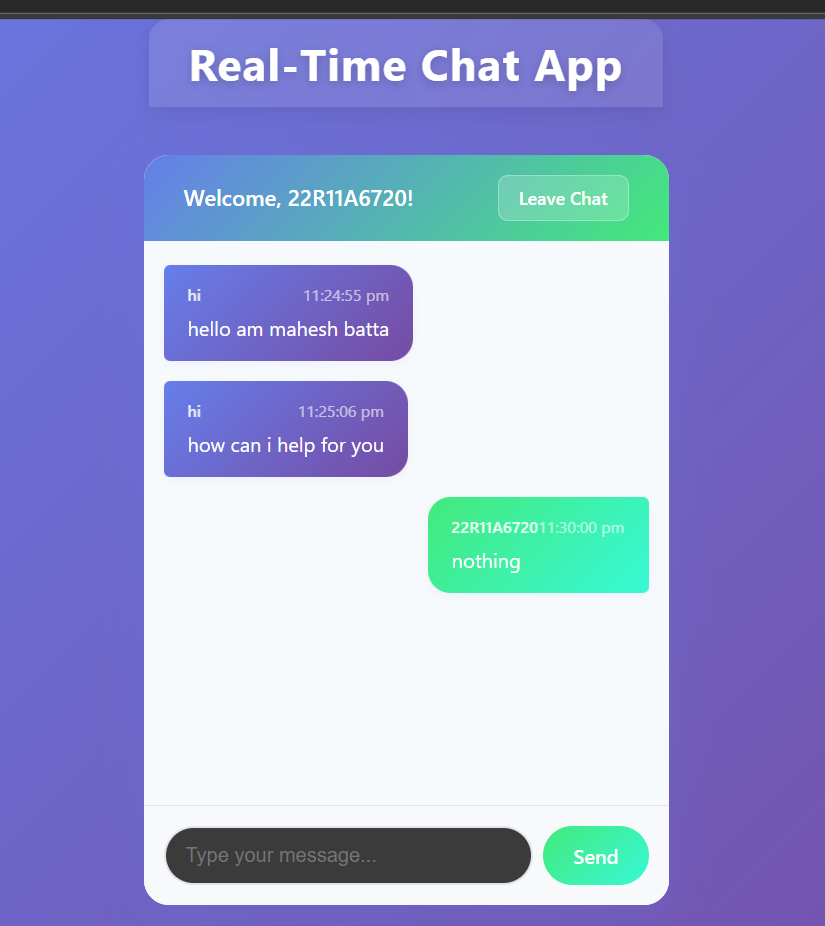 Real-Time Chat App
Welcome, 22R11A6720!
Leave Chat
hi 11:24:55 pm
hello am mahesh batta
hi 11:25:06 pm
how can i help for you
22R11A672011:30:00 pm
nothing
Type your message...
Send